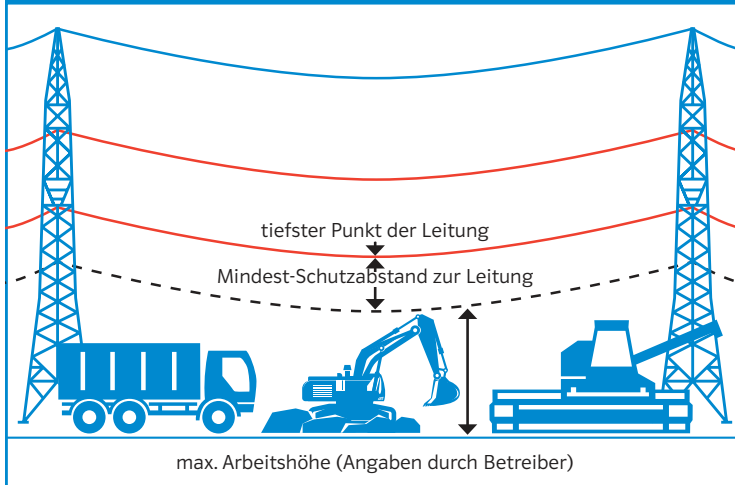 tiefster Punkt der Leitung
Mindest-Schutzabstand zur Leitung
max. Arbeitshöhe (Angaben durch Betreiber)